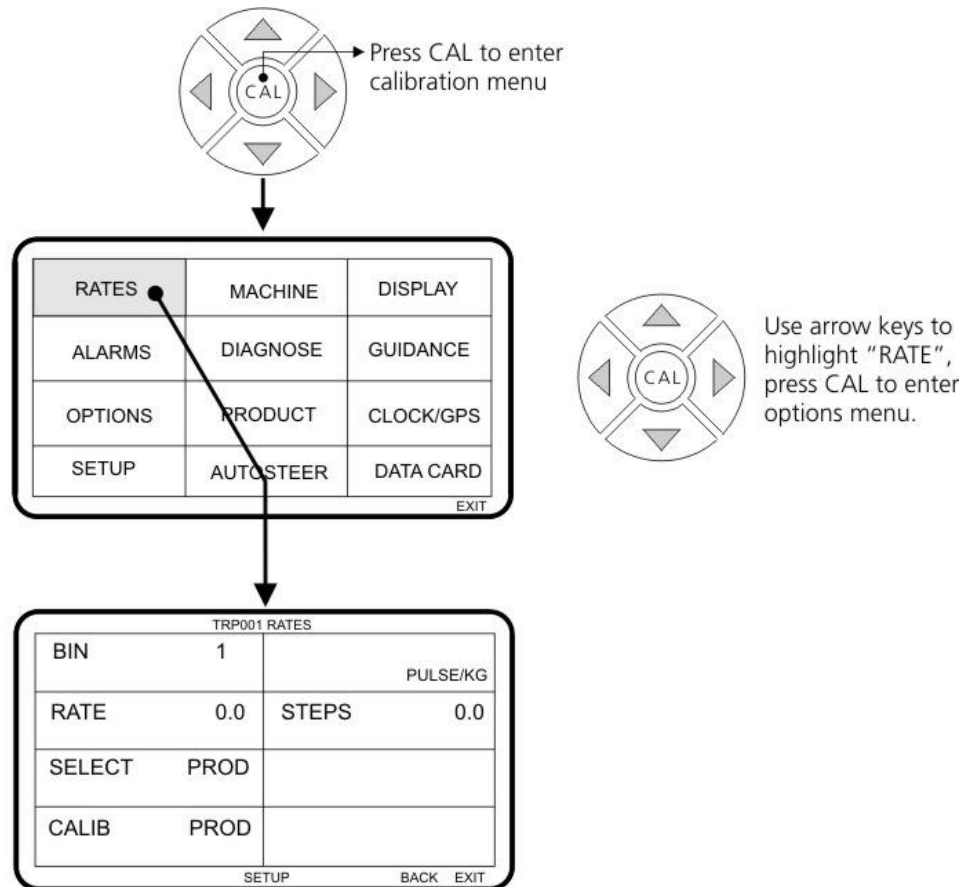 Press CAL to enter
calibration menu
CAL
RATES MACHINE DISPLAY
ALARMS DIAGNOSE GUIDANCE
OPTIONS PRODUCT CLOCK/GPS
SETUP AUTOSTEER DATA CARD
EXIT
CAL
Use arrow keys to
highlight “RATE”,
press CAL to enter
options menu.
TRP001 RATES
BIN 1
PULSE/KG
RATE 0.0 STEPS 0.0
SELECT PROD
CALIB PROD
SETUP BACK EXIT